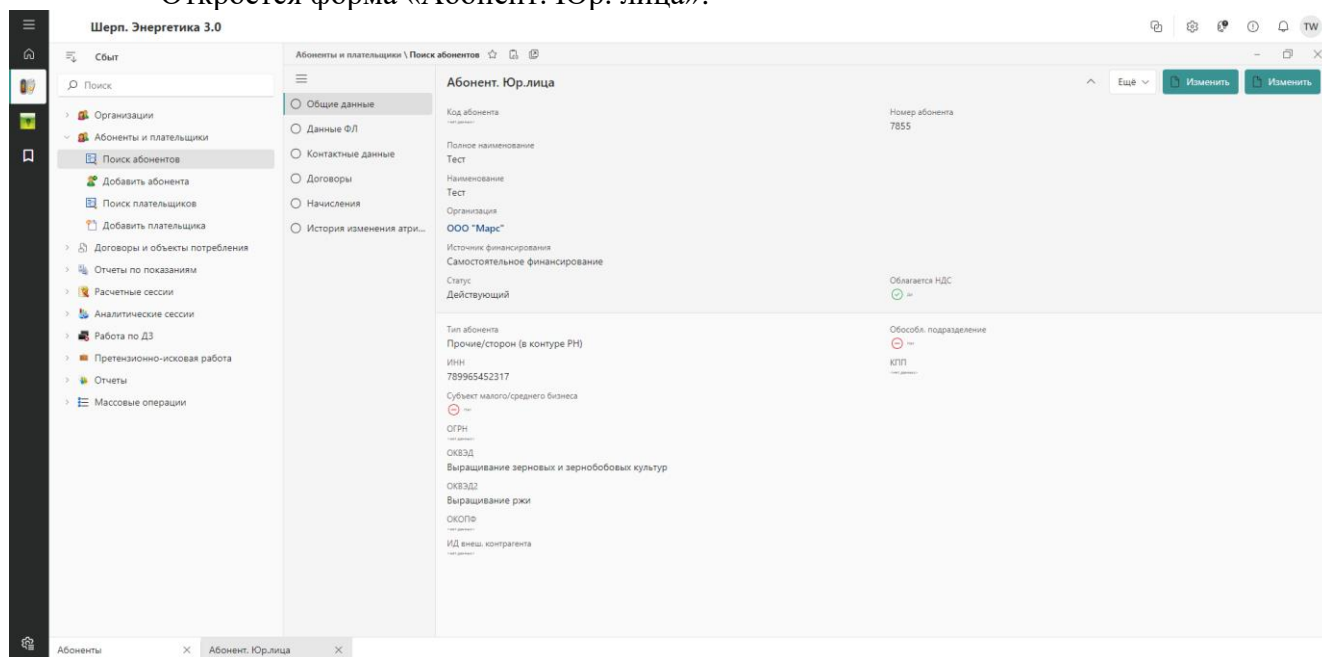 Откроется форма «Абонент. Юр. лица».
Шерп. Энергетика 3.0
TW
Сбыт
Абоненты и плательщики \ Поиск абонентов
Поиск
Организации
Абоненты и плательщики
Поиск абонентов
Добавить абонента
Поиск плательщиков
Добавить плательщика
Договоры и объекты потребления
Отчеты по показаниям
Расчетные сессии
Аналитические сессии
Работа по ДЗ
Претензионно-исковая работа
Отчеты
Массовые операции
Общие данные
Данные ФЛ
Контактные данные
Договоры
Начисления
История изменения атри...
Абонент. Юр.лица
Ещё
Изменить
Изменить
Код абонента
Номер абонента
7855
Полное наименование
Тест
Наименование
Тест
Организация
ООО "Марс"
Источник финансирования
Самостоятельное финансирование
Статус
Действующий
Облагается НДС
Тип абонента
Прочие/сторон (в контуре РН)
Обособл. подразделение
ИНН
789965452317
КПП
Субъект малого/среднего бизнеса
ОГРН
ОКВЭД
Выращивание зерновых и зернобобовых культур
ОКВЭД2
Выращивание ржи
ОКОПФ
ИД внеш. контрагента
Абоненты
Абонент. Юр.лица